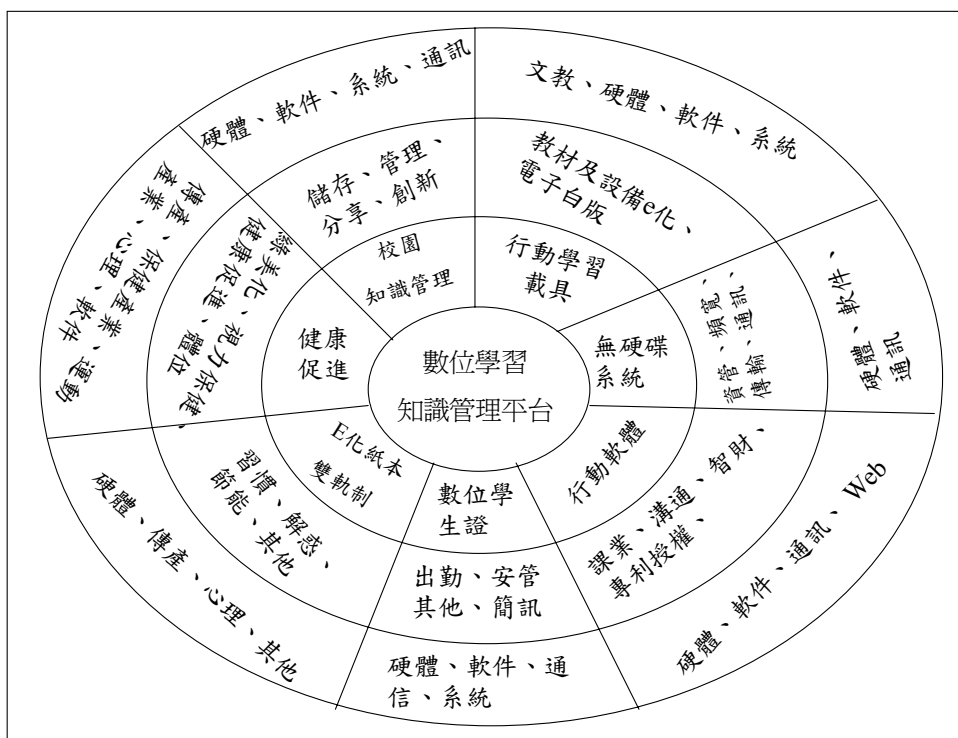 硬體、軟件、系統、通訊
文教、硬體、軟件、系統
儲存、管理、
分享、創新
教材及設備e化、
電子白版
校園
知識管理
行動學習
載具
傳產、保健產業、運動
產業、心理、軟件
綠美化、視力保健、
健康促進、體位
健康
促進
數位學習
知識管理平台
無硬碟
系統
資管、頻寬、
傳輸、通訊
硬體、軟件、
通訊
E化紙本
雙軌制
數位學
生證
行動軟體
習慣、解惑、
節能、其他
出勤、安管
其他、簡訊
課業、溝通、智財、
專利授權、
硬體、傳產、心理、其他
硬體、軟件、通
信、系統
硬體、軟件、通訊、Web